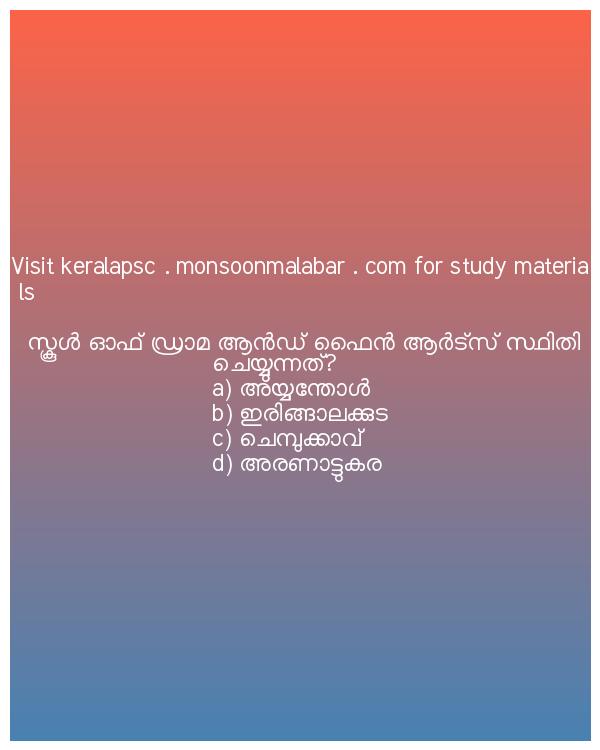 Visit keralapsc . monsoonmalabar . com for study materia
ls
സ്കൂൾ ഓഫ് ഡ്രാമ ആൻഡ് ഫൈൻ ആർട്സ് സ്ഥിതി
ചെയ്യുന്നത്?
a) അയ്യന്തോൾ
b) ഇരിങ്ങാലക്കുട
c) ചെമ്പുക്കാവ്
d) അരണാട്ടുകര